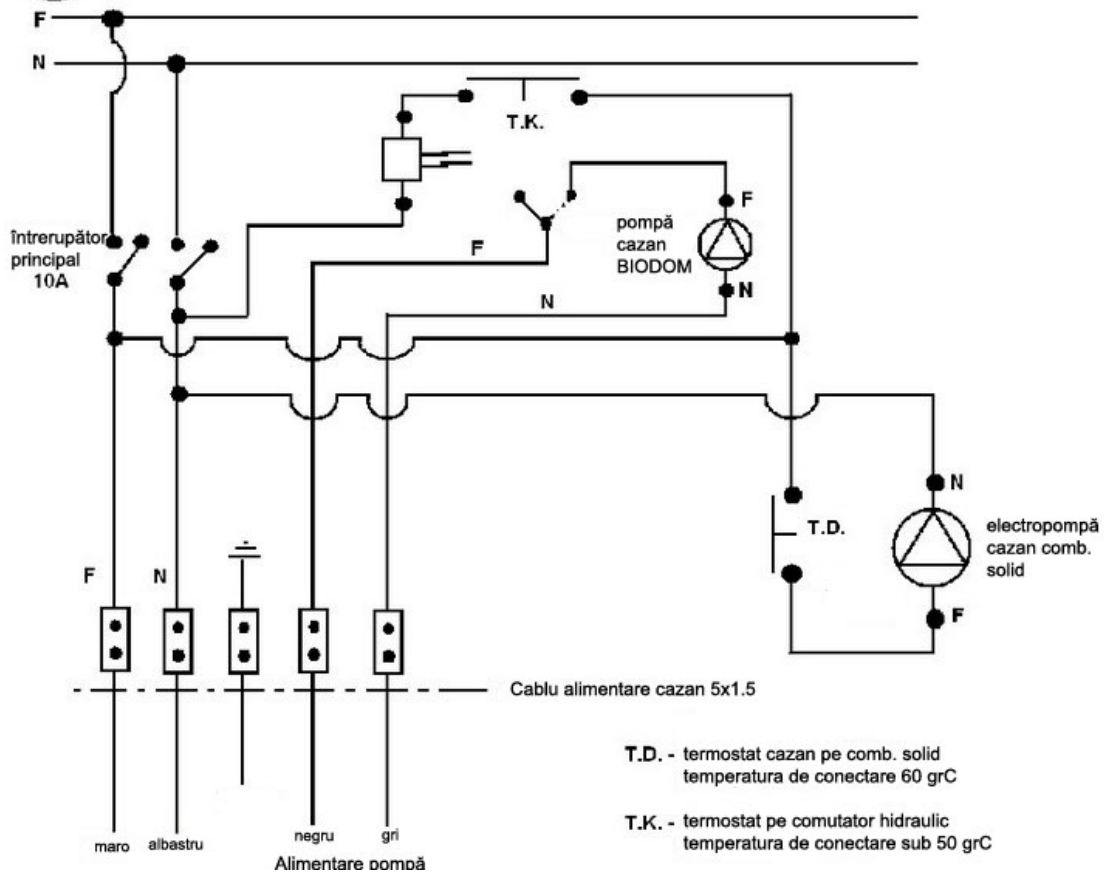 F
N
T.K.
întrerupător
principal
10A
F
pompă
cazan
BIODOM
F
N
N
N
T.D.
electropompă
cazan comb.
solid
F
F
N
Cablu alimentare cazan 5x1.5
T.D. - termostat cazan pe comb. solid
temperatura de conectare 60 grC
T.K. - termostat pe comutator hidraulic
temperatura de conectare sub 50 grC
maro
albastru
negru
gri
Alimentare pompă